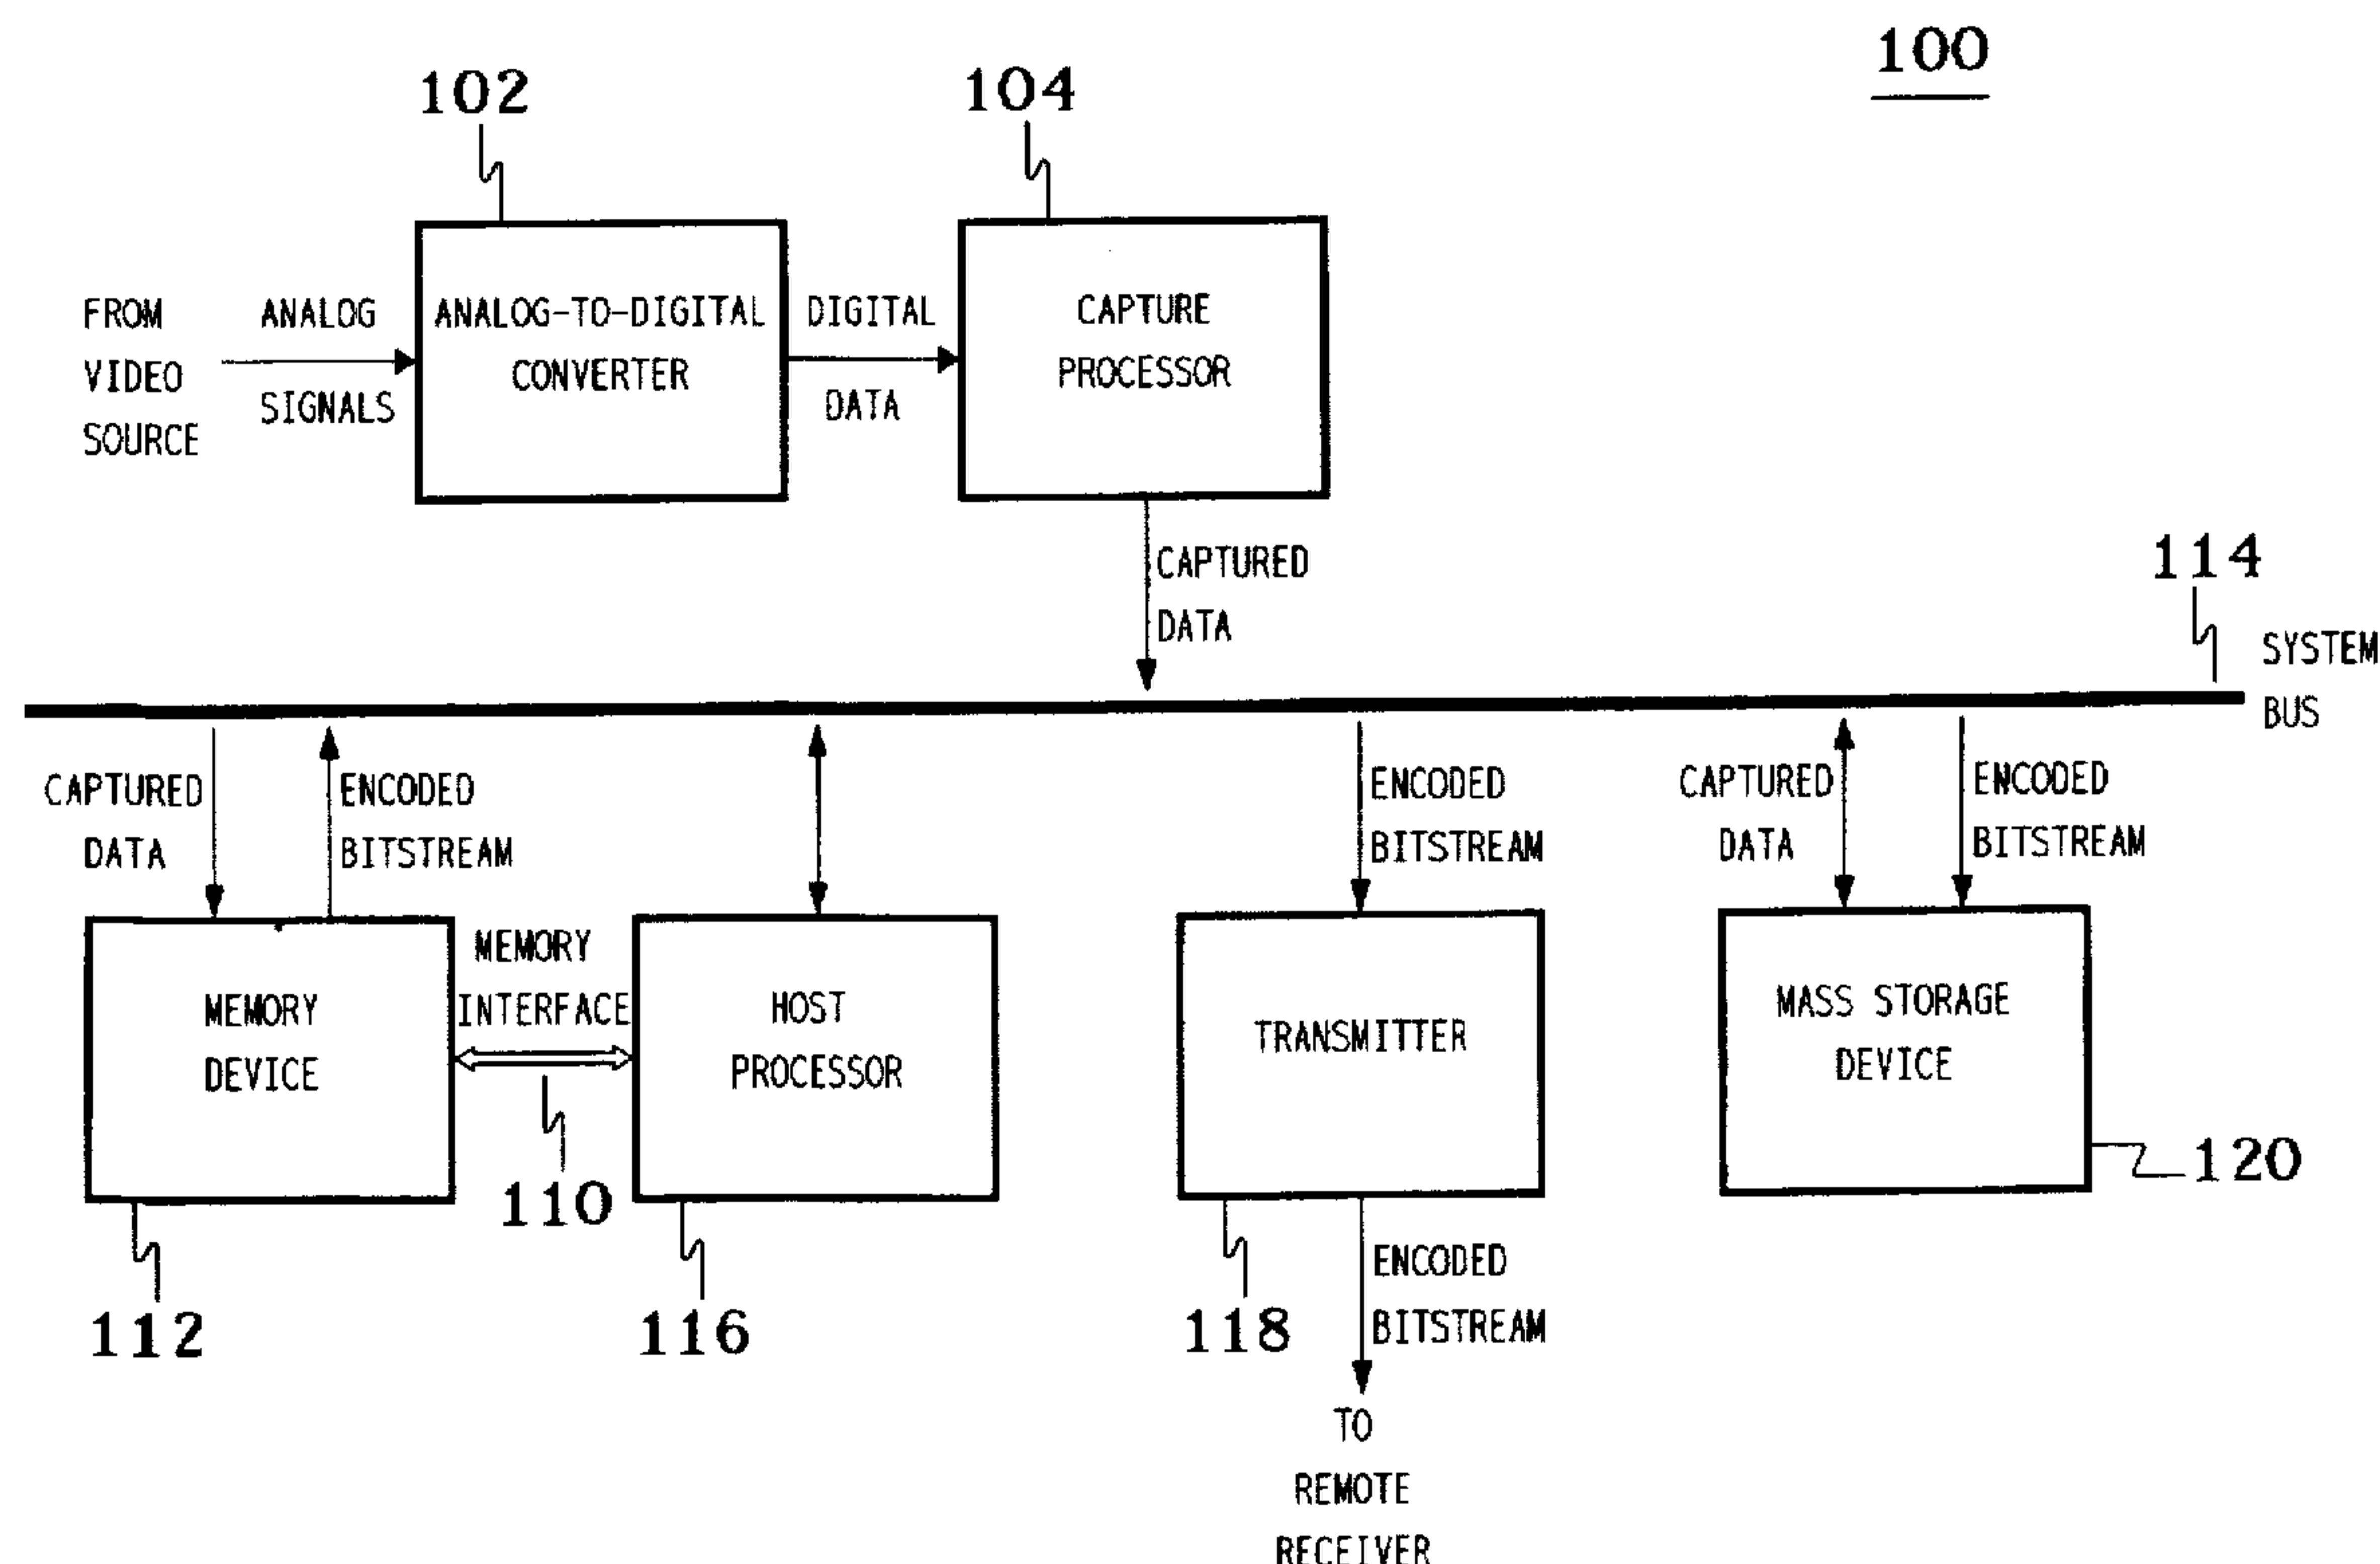 100
102
104
FROM
VIDEO
SOURCE
ANALOG
SIGNALS
ANALOG-TO-DIGITAL
CONVERTER
DIGITAL
DATA
CAPTURE
PROCESSOR
CAPTURED
DATA
114
SYSTEM
BUS
CAPTURED
DATA
ENCODED
BITSTREAM
ENCODED
BITSTREAM
CAPTURED
DATA
ENCODED
BITSTREAM
MEMORY
DEVICE
MEMORY
INTERFACE
110
HOST
PROCESSOR
TRANSMITTER
MASS STORAGE
DEVICE
120
112
116
118
ENCODED
BITSTREAM
TO
REMOTE
RECEIVER